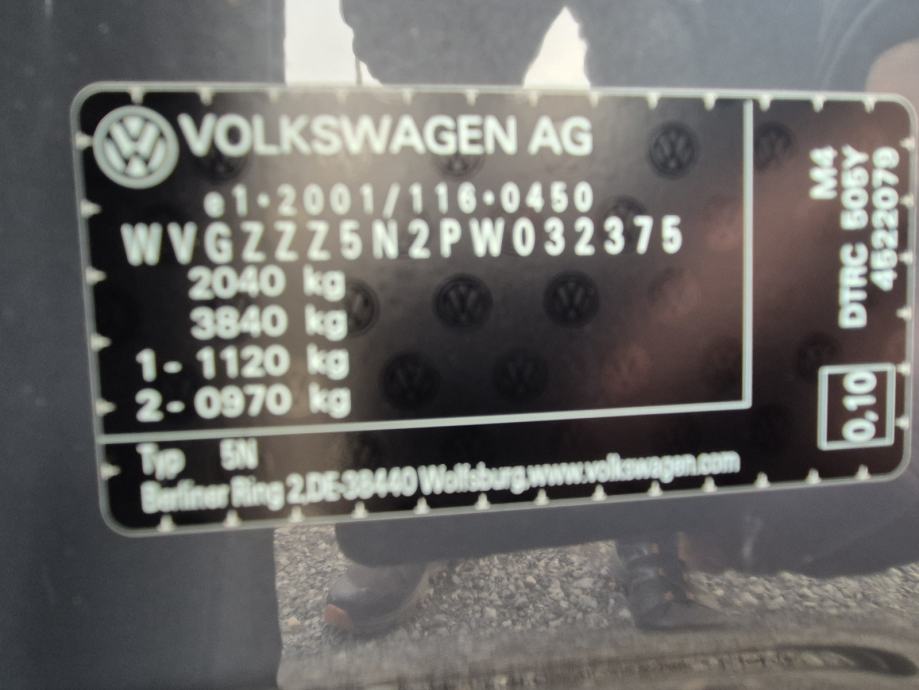 VOLKSWAGEN AG
e1*2001/116*0450
WVGZZZ5N2PW032375
2040 kg
3840 kg
1- 1120 kg
2- 0970 kg
Typ 5N
Berliner Ring 2,DE-38440 Wolfsburg,www.volkswagen.com
M4
DTRC 505Y
4522079
0,10